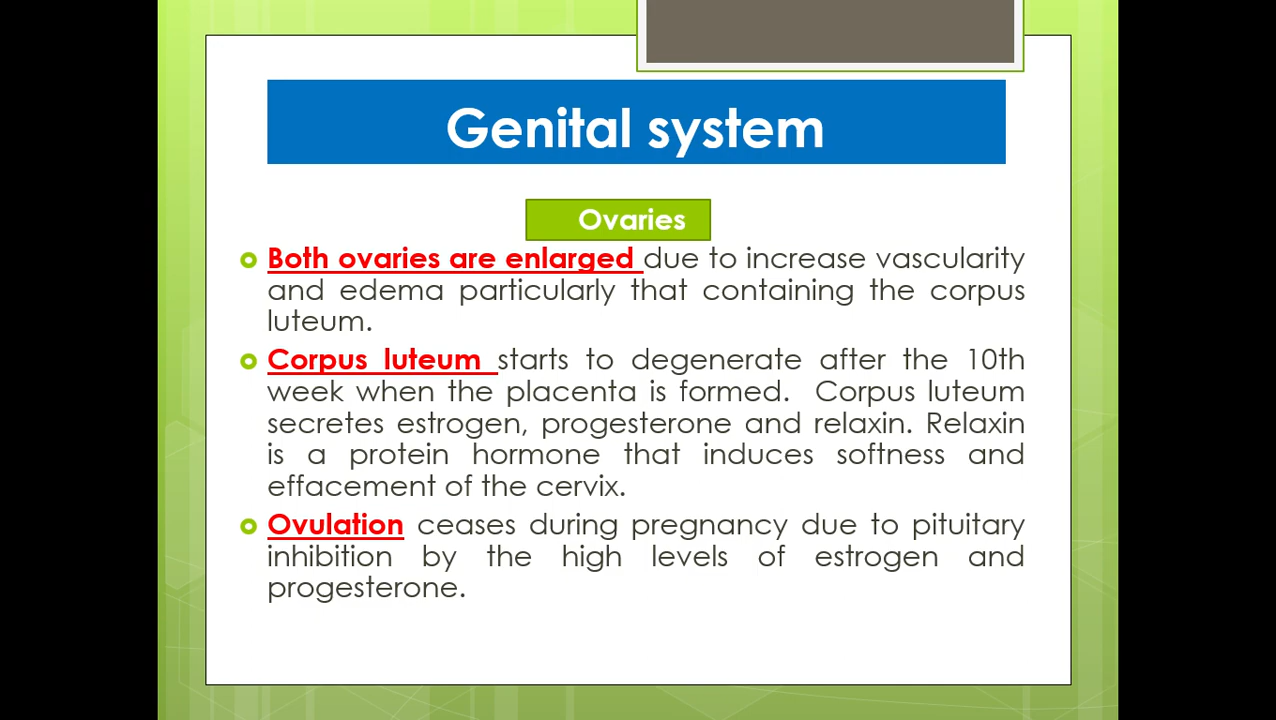 Genital system
Ovaries
Both ovaries are enlarged due to increase vascularity
and edema particularly that containing the corpus
luteum.
Corpus luteum starts to degenerate after the 10th
week when the placenta is formed. Corpus luteum
secretes estrogen, progesterone and relaxin. Relaxin
is a protein hormone that induces softness and
effacement of the cervix.
Ovulation ceases during pregnancy due to pituitary
inhibition by the high levels of estrogen and
progesterone.